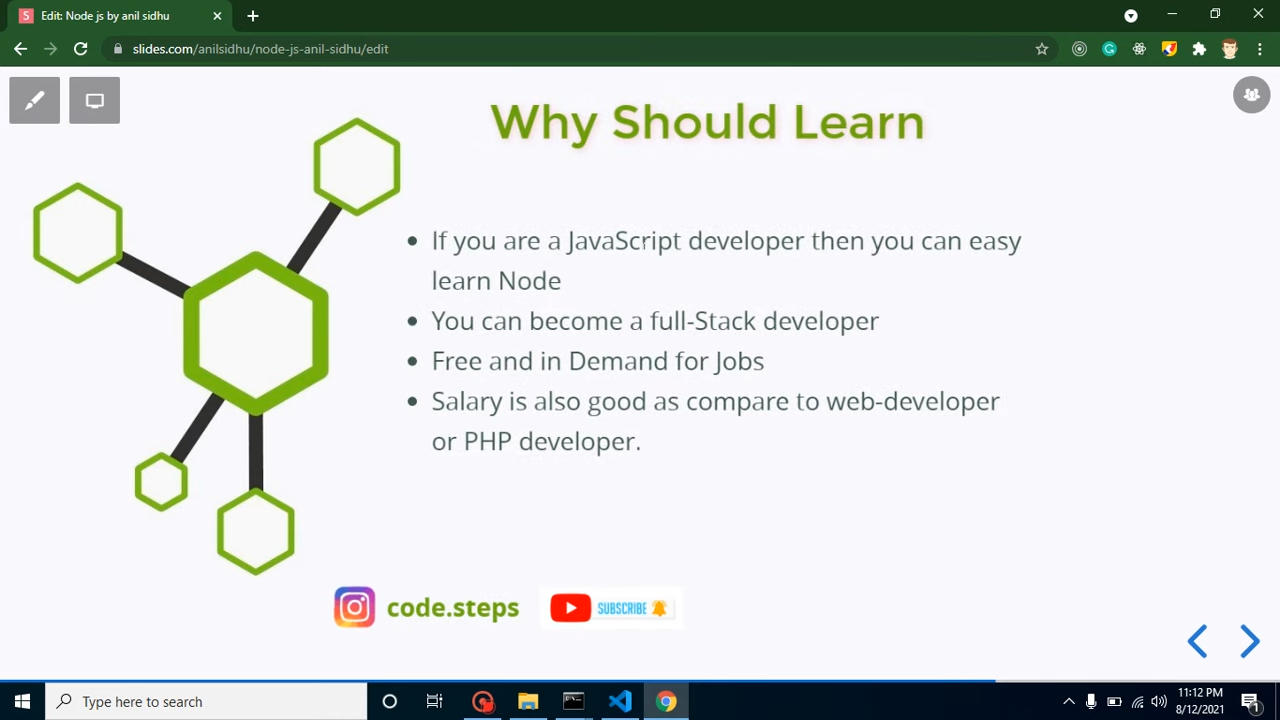 Edit: Node js by anil sidhu
slides.com/anilsidhu/node-js-anil-sidhu/edit
Why Should Learn
If you are a JavaScript developer then you can easy
learn Node
You can become a full-Stack developer
Free and in Demand for Jobs
Salary is also good as compare to web-developer
or PHP developer.
code.steps
SUBSCRIBE
Type here to search
11:12 PM
8/12/2021